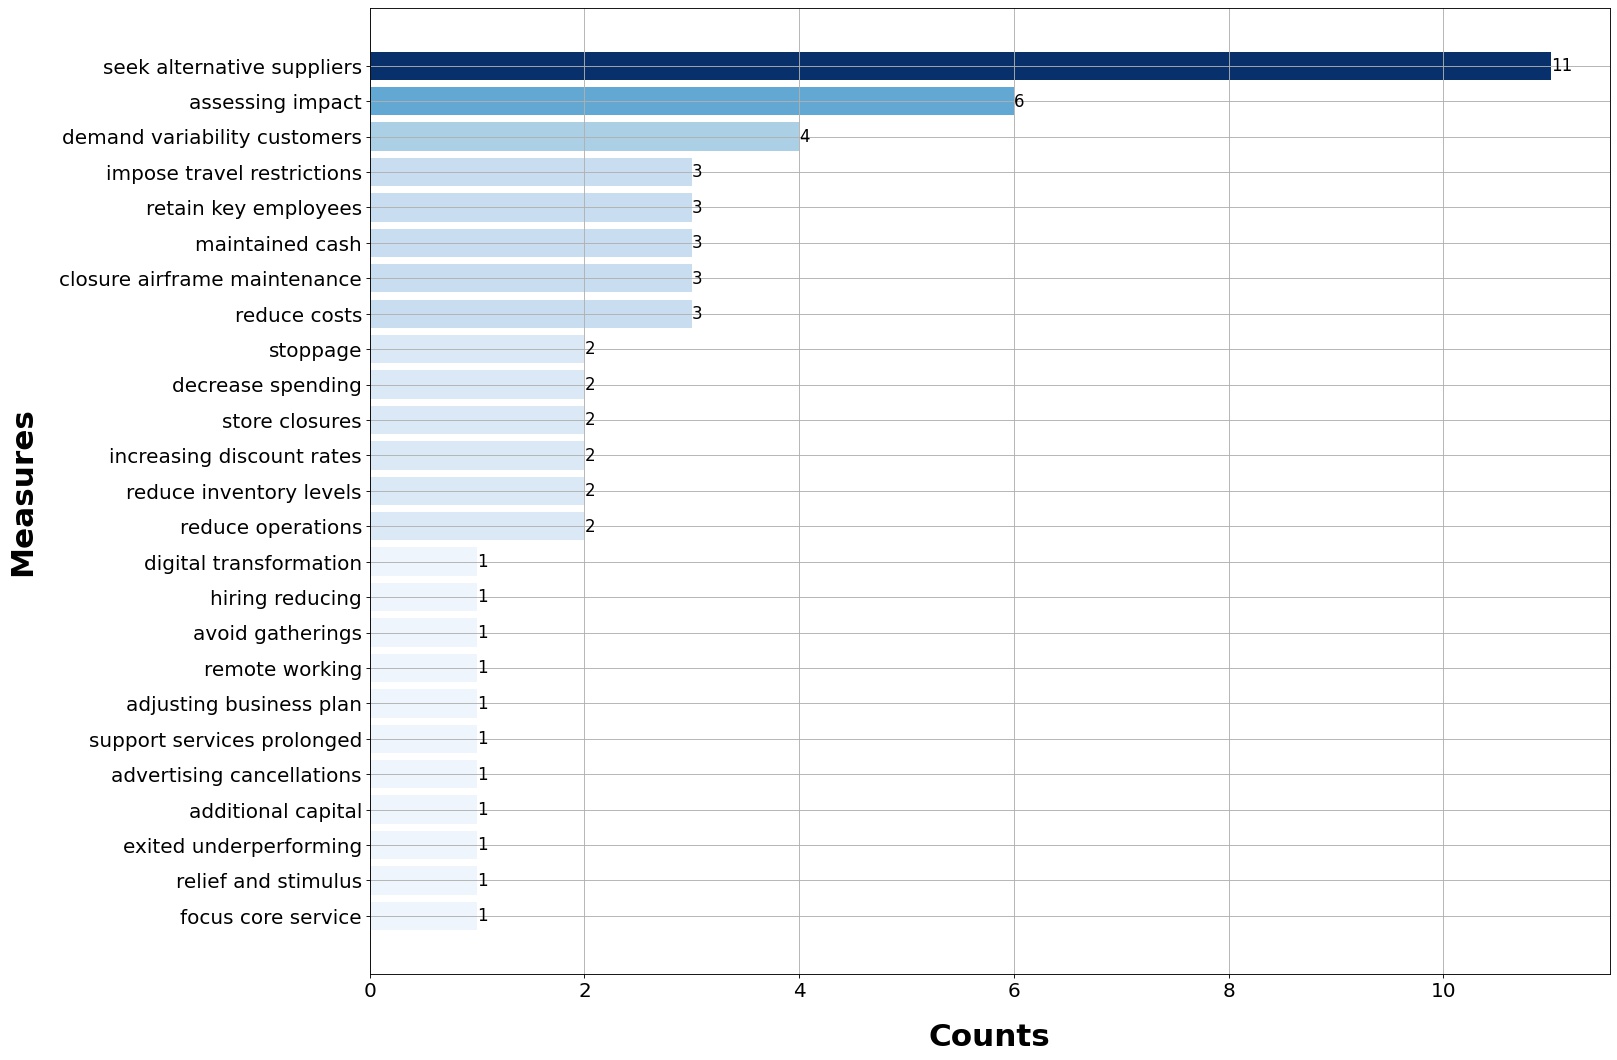 seek alternative suppliers 11
assessing impact 6
demand variability customers 4
impose travel restrictions 3
retain key employees 3
maintained cash 3
closure airframe maintenance 3
reduce costs 3
stoppage 2
decrease spending 2
store closures 2
increasing discount rates 2
reduce inventory levels 2
reduce operations 2
digital transformation 1
hiring reducing 1
avoid gatherings 1
remote working 1
adjusting business plan 1
support services prolonged 1
advertising cancellations 1
additional capital 1
exited underperforming 1
relief and stimulus 1
focus core service 1
Measures
0 2 4 6 8 10
Counts